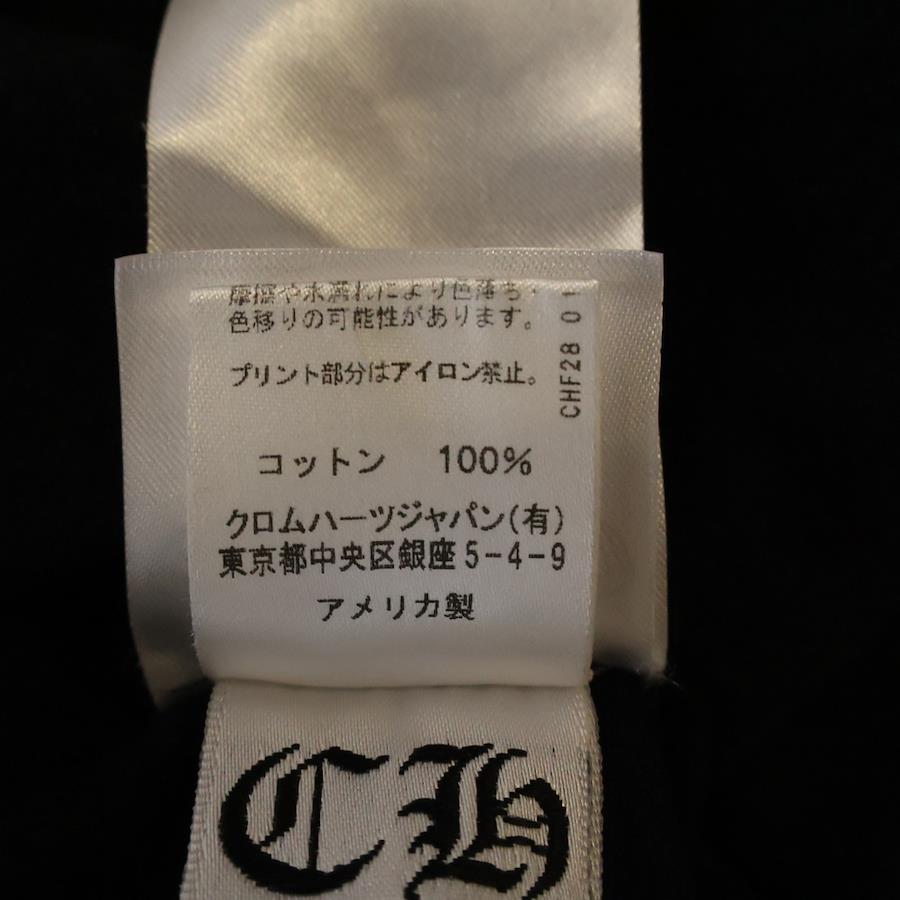 摩擦や水濡れにより色落ち・
色移りの可能性があります。
プリント部分はアイロン禁止。
CHF28 0
コットン 100%
クロムハーツジャパン(有)
東京都中央区銀座5-4-9
アメリカ製
CH